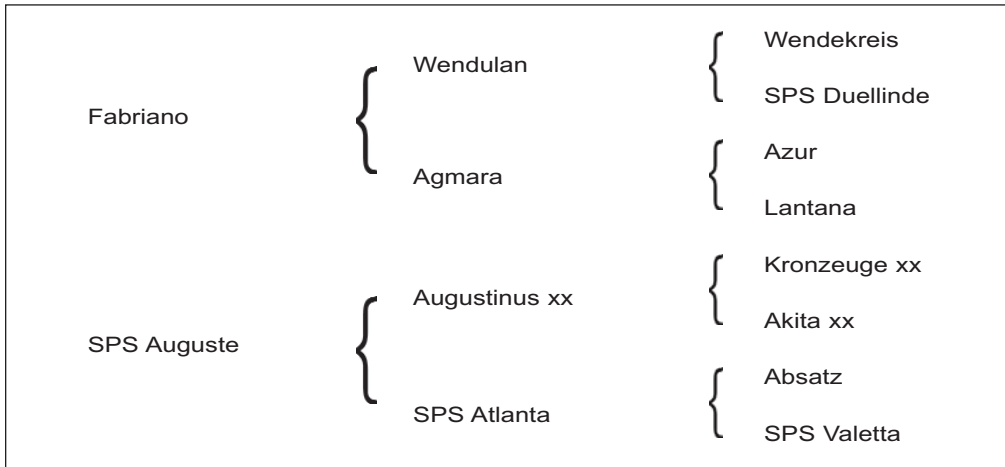 Wendekreis
Wendulan
SPS Duellinde
Fabriano
Azur
Agmara
Lantana
Kronzeuge xx
Augustinus xx
Akita xx
SPS Auguste
Absatz
SPS Atlanta
SPS Valetta